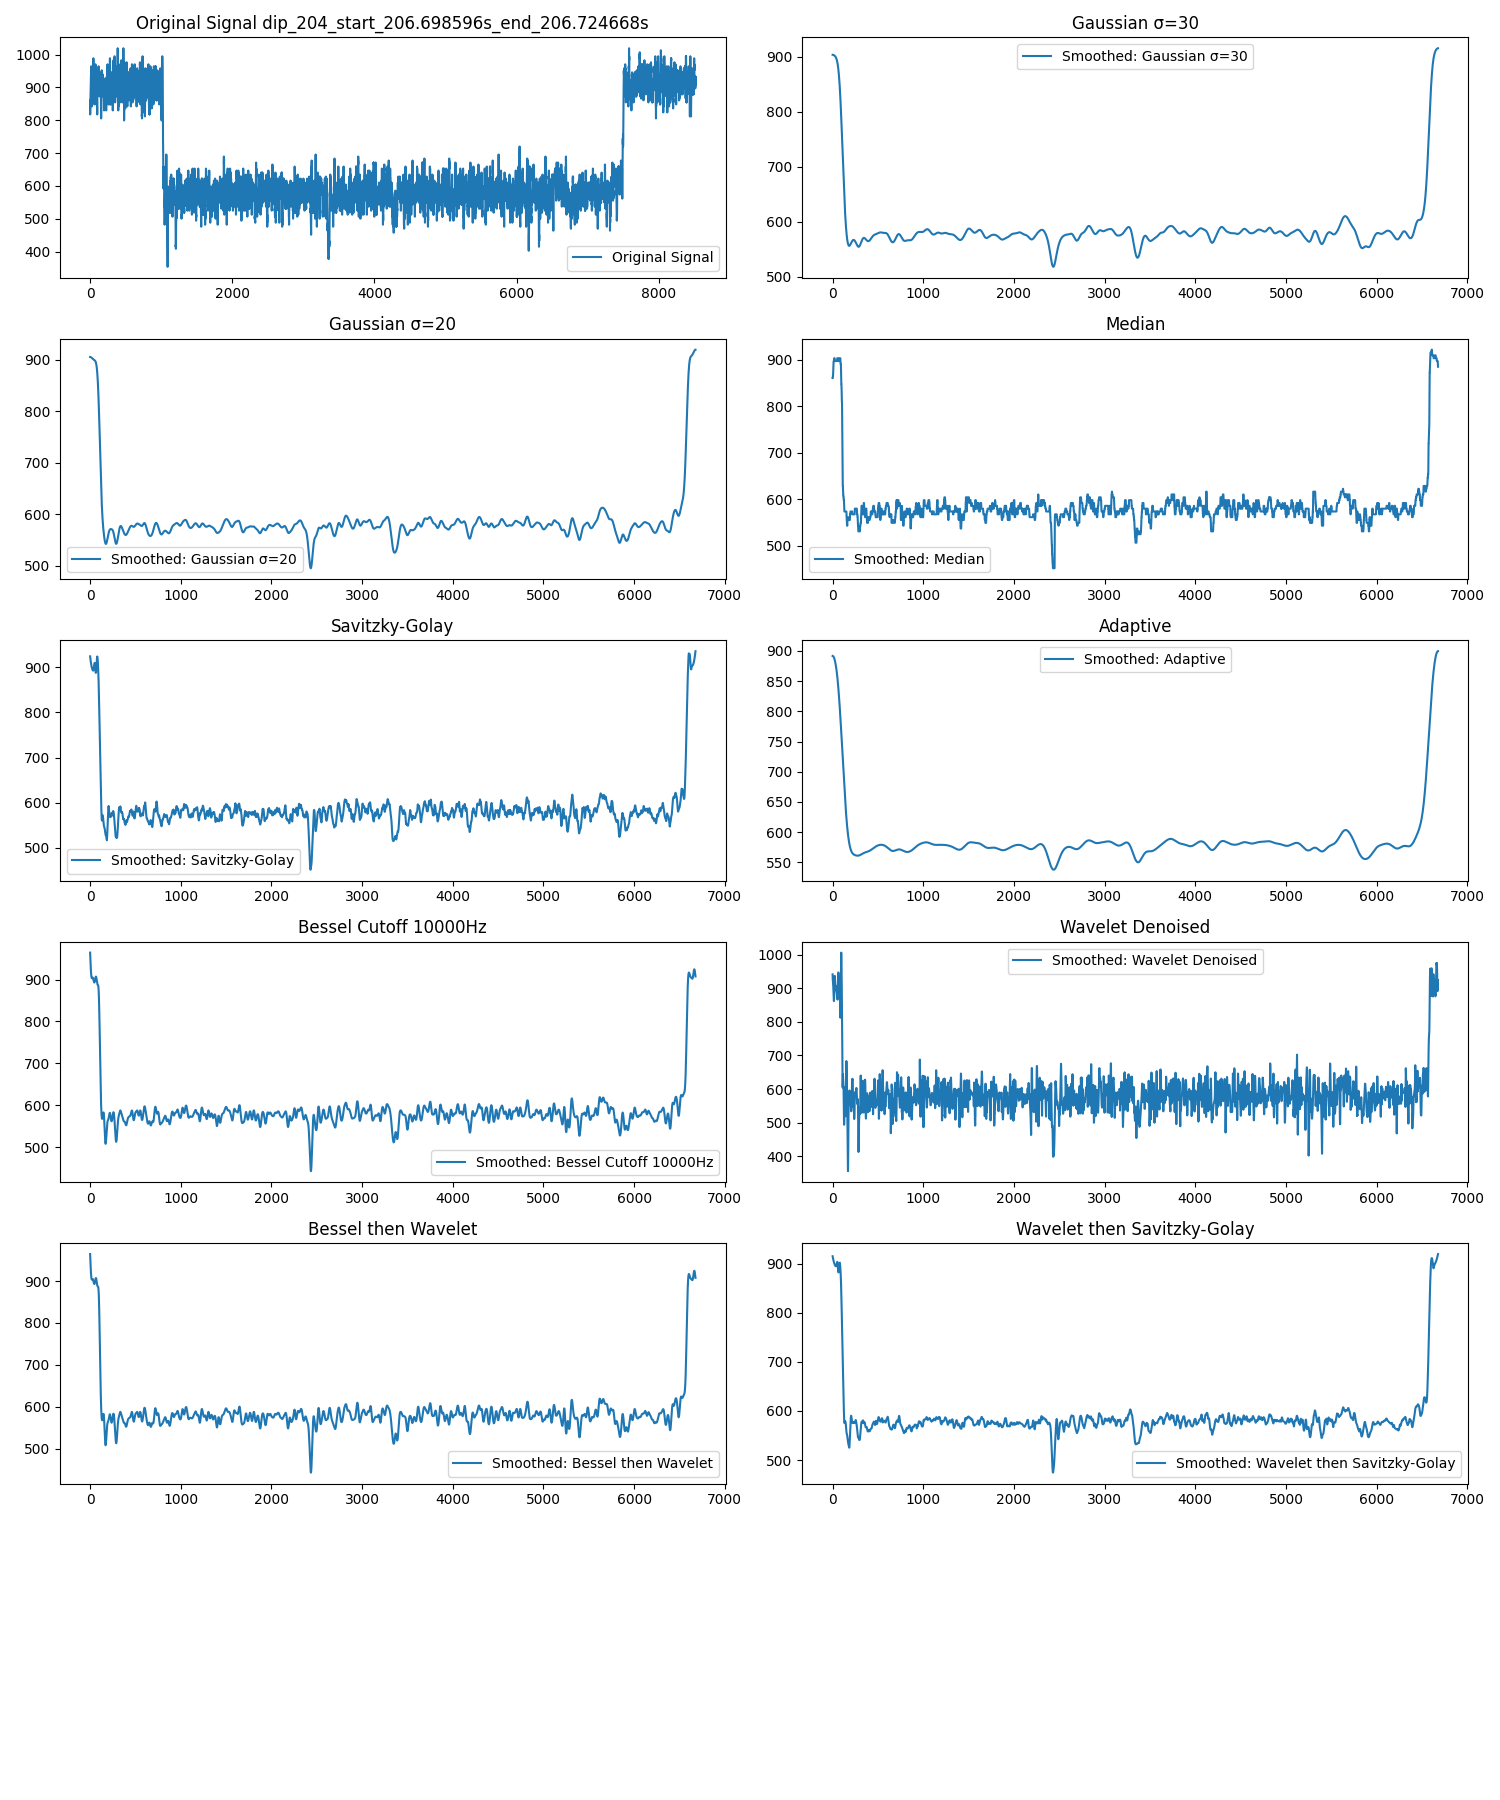 Original Signal dip_204_start_206.698596s_end_206.724668s
1000
900
800
700
600
500
400
Original Signal
0 2000 4000 6000 8000
Gaussian σ=30
900
800
700
600
500
Smoothed: Gaussian σ=30
0 1000 2000 3000 4000 5000 6000 7000
Gaussian σ=20
900
800
700
600
500
Smoothed: Gaussian σ=20
0 1000 2000 3000 4000 5000 6000 7000
Median
900
800
700
600
500
Smoothed: Median
0 1000 2000 3000 4000 5000 6000 7000
Savitzky-Golay
900
800
700
600
500
Smoothed: Savitzky-Golay
0 1000 2000 3000 4000 5000 6000 7000
Adaptive
900
850
800
750
700
650
600
550
Smoothed: Adaptive
0 1000 2000 3000 4000 5000 6000 7000
Bessel Cutoff 10000Hz
900
800
700
600
500
Smoothed: Bessel Cutoff 10000Hz
0 1000 2000 3000 4000 5000 6000 7000
Wavelet Denoised
1000
900
800
700
600
500
400
Smoothed: Wavelet Denoised
0 1000 2000 3000 4000 5000 6000 7000
Bessel then Wavelet
900
800
700
600
500
Smoothed: Bessel then Wavelet
0 1000 2000 3000 4000 5000 6000 7000
Wavelet then Savitzky-Golay
900
800
700
600
500
Smoothed: Wavelet then Savitzky-Golay
0 1000 2000 3000 4000 5000 6000 7000